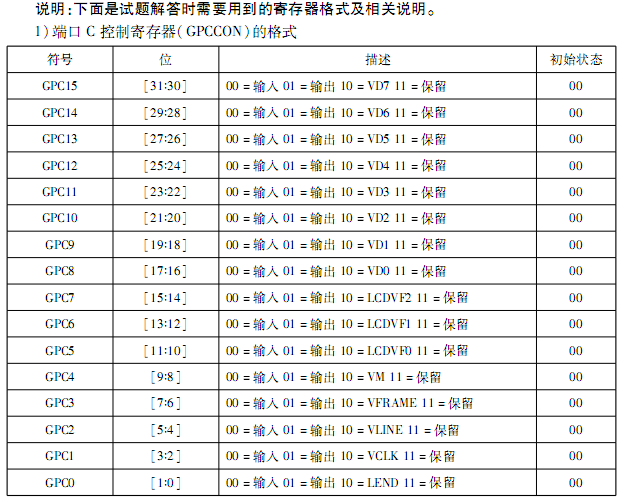 说明:下面是试题解答时需要用到的寄存器格式及相关说明。
1)端口 C 控制寄存器(GPCCON)的格式
符号 位 描述 初始状态
GPC15 [31:30] 00=输入 01=输出 10=VD7 11=保留 00
GPC14 [29:28] 00=输入 01=输出 10=VD6 11=保留 00
GPC13 [27:26] 00=输入 01=输出 10=VD5 11=保留 00
GPC12 [25:24] 00=输入 01=输出 10=VD4 11=保留 00
GPC11 [23:22] 00=输入 01=输出 10=VD3 11=保留 00
GPC10 [21:20] 00=输入 01=输出 10=VD2 11=保留 00
GPC9 [19:18] 00=输入 01=输出 10=VD1 11=保留 00
GPC8 [17:16] 00=输入 01=输出 10=VD0 11=保留 00
GPC7 [15:14] 00=输入 01=输出 10=LCDVF2 11=保留 00
GPC6 [13:12] 00=输入 01=输出 10=LCDVF1 11=保留 00
GPC5 [11:10] 00=输入 01=输出 10=LCDVF0 11=保留 00
GPC4 [9:8] 00=输入 01=输出 10=VM 11=保留 00
GPC3 [7:6] 00=输入 01=输出 10=VFRAME 11=保留 00
GPC2 [5:4] 00=输入 01=输出 10=VLINE 11=保留 00
GPC1 [3:2] 00=输入 01=输出 10=VCLK 11=保留 00
GPC0 [1:0] 00=输入 01=输出 10=LEND 11=保留 00